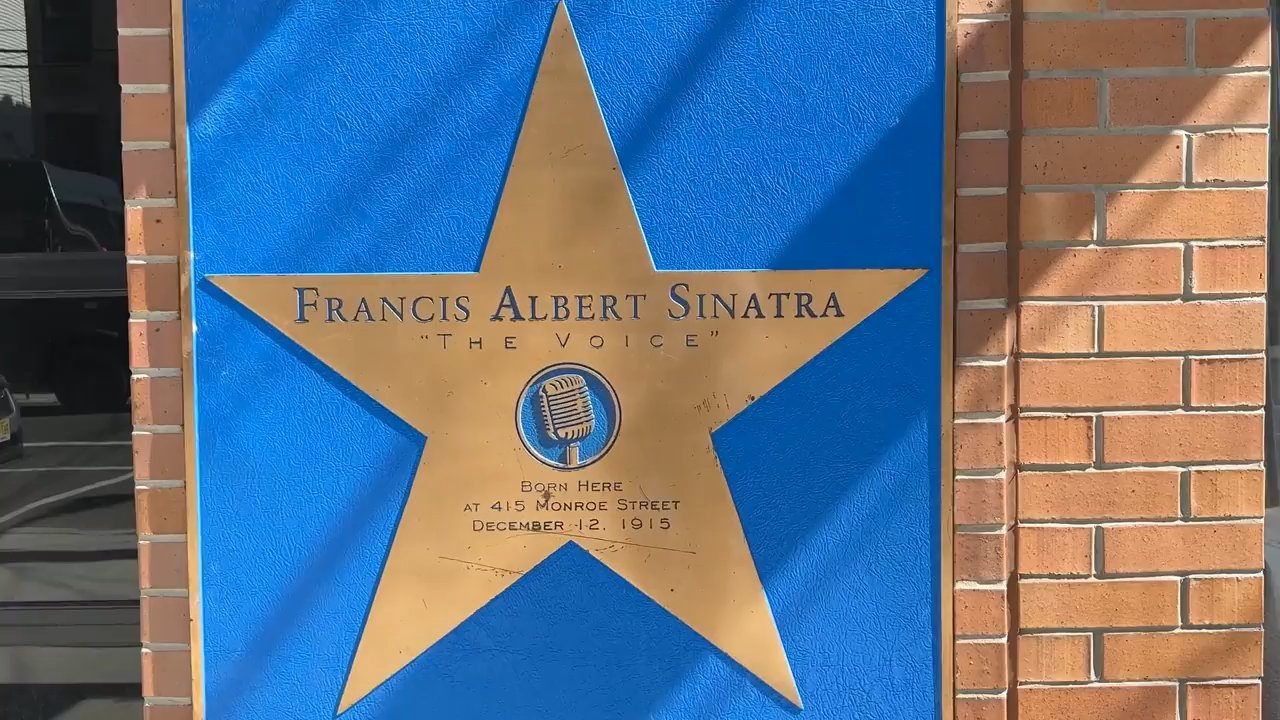 FRANCIS ALBERT SINATRA
"THE VOICE"
BORN HERE
AT 415 MONROE STREET
DECEMBER 12, 1915